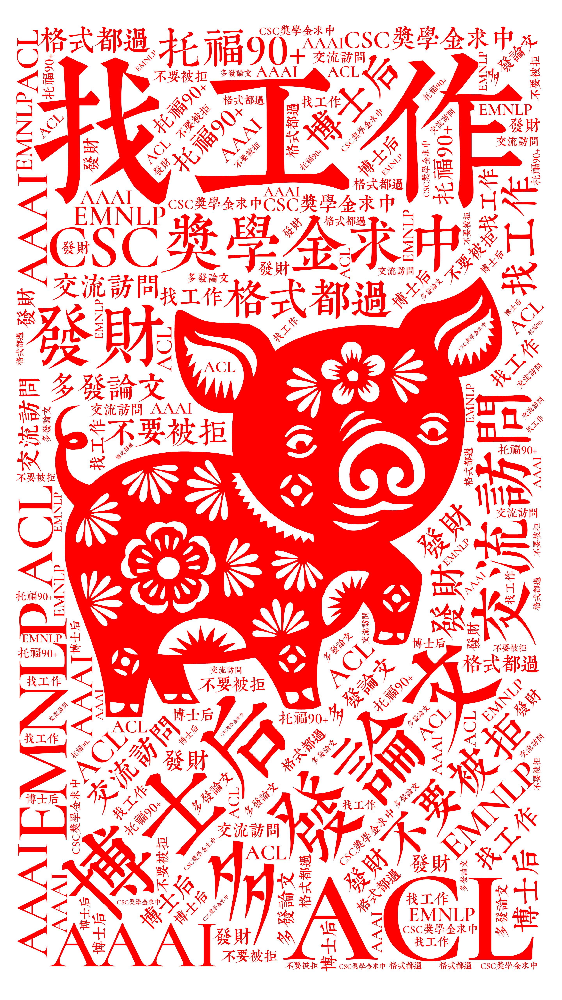 CSC獎學金求中
格式都過
托福90+
AAAI
CSC獎學金求中
ACL
交流訪問
多發論文
EMNLP
托福90+
不要被拒
多發論文
AAAI
ACL
博士后
EMNLP
不要被拒
找工作
托福90+
格式都過
找工作
托福90+
EMNLP
EMNLP
ACL
不要被拒
托福90+
格式都過
博士后
CSC獎學金求中
交流訪問
發財
AAAI
交流訪問
發財
ACL
發財
不要被拒
托福90+
博士后
EMNLP
CSC獎學金求中
托福90+
托福90+
格式都過
找工作
找工作
AAAI
AAAI
AAAI
EMNLP
CSC獎學金求中
CSC獎學金求中
CSC獎學金求中
發財
發財
格式都過
EMNLP
不要被拒
不要被拒
ACL
發財
交流訪問
博士后
交流訪問
多發論文
找工作
格式都過
博士后
多發論文
發財
發財
EMNLP
ACL
找工作
博士后
ACL
托福90+
格式都過
ACL
CSC獎學金求中
找工作
交流訪問
多發論文
交流訪問
多發論文
交流訪問
AAAI
找工作
不要被拒
格式都過
EMNLP
交流訪問
交流訪問
找工作
托福90+
格式都過
AAAI
不要被拒
交流訪問
不要被拒
ACL
EMNLP
發財
EMNLP
EMNLP
發財
AAAI
找工作
格式都過
托福90+
EMNLP
EMNLP
托福90+
博士后
發財
博士后
不要被拒
格式都過
交流訪問
多發論文
ACL
找工作
AAAI
AAAI
交流訪問
不要被拒
多發論文
托福90+
多發論文
EMNLP
發財
交流訪問
找工作
ACL
博士后
博士后
博士后
CSC獎學金求中
托福90+
多發論文
ACL
ACL
不要被拒
托福90+
ACL
交流訪問
發財
格式都過
多發論文
AAAI
交流訪問
不要被拒
EMNLP
博士后
CSC獎學金求中
找工作
托福90+
多發論文
ACL
多發論文
找工作
多發論文
CSC獎學金求中
找工作
不要被拒
CSC獎學金求中
交流訪問
多發論文
ACL
發財
發財
多發論文
博士后
AAAI
AAAI
博士后
博士后
CSC獎學金求中
博士后
博士后
CSC獎學金求中
多發論文
格式都過
格式都過
ACL
找工作
EMNLP
CSC獎學金求中
找工作
多發論文
AAAI
AAAI
發財
不要被拒
博士后
不要被拒
CSC獎學金求中
格式都過
格式都過
CSC獎學金求中